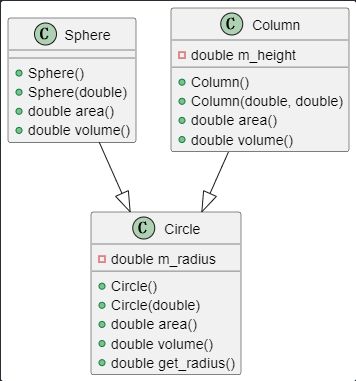 C Sphere
Sphere()
Sphere(double)
double area()
double volume()
C Column
double m_height
Column()
Column(double, double)
double area()
double volume()
C Circle
double m_radius
Circle()
Circle(double)
double area()
double volume()
double get_radius()